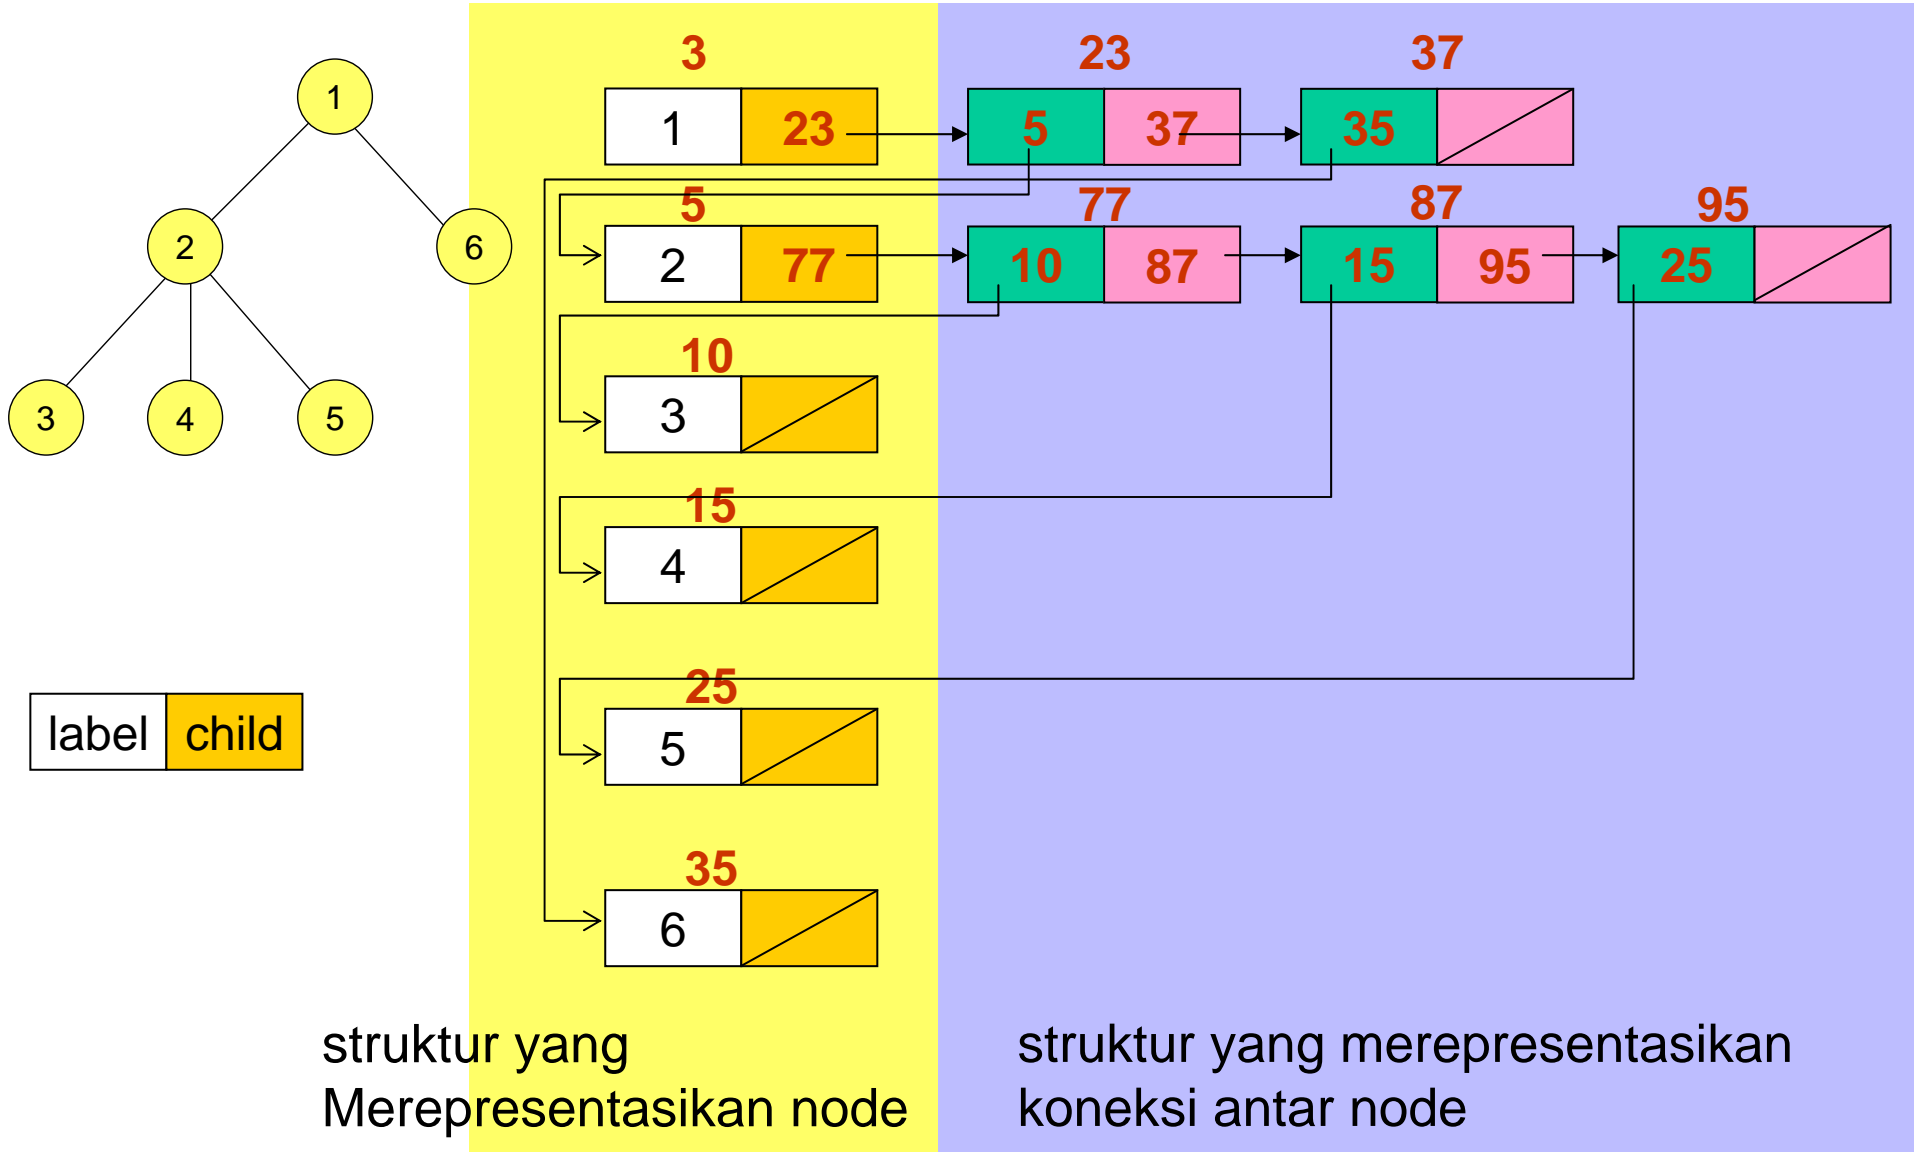 1
2 6
3 4 5
label child
3 23 37
1 23 5 37 35
5 77 87 95
2 77 10 87 15 95 25
10
3
15
4
25
5
35
6
struktur yang
Merepresentasikan node
struktur yang merepresentasikan
koneksi antar node